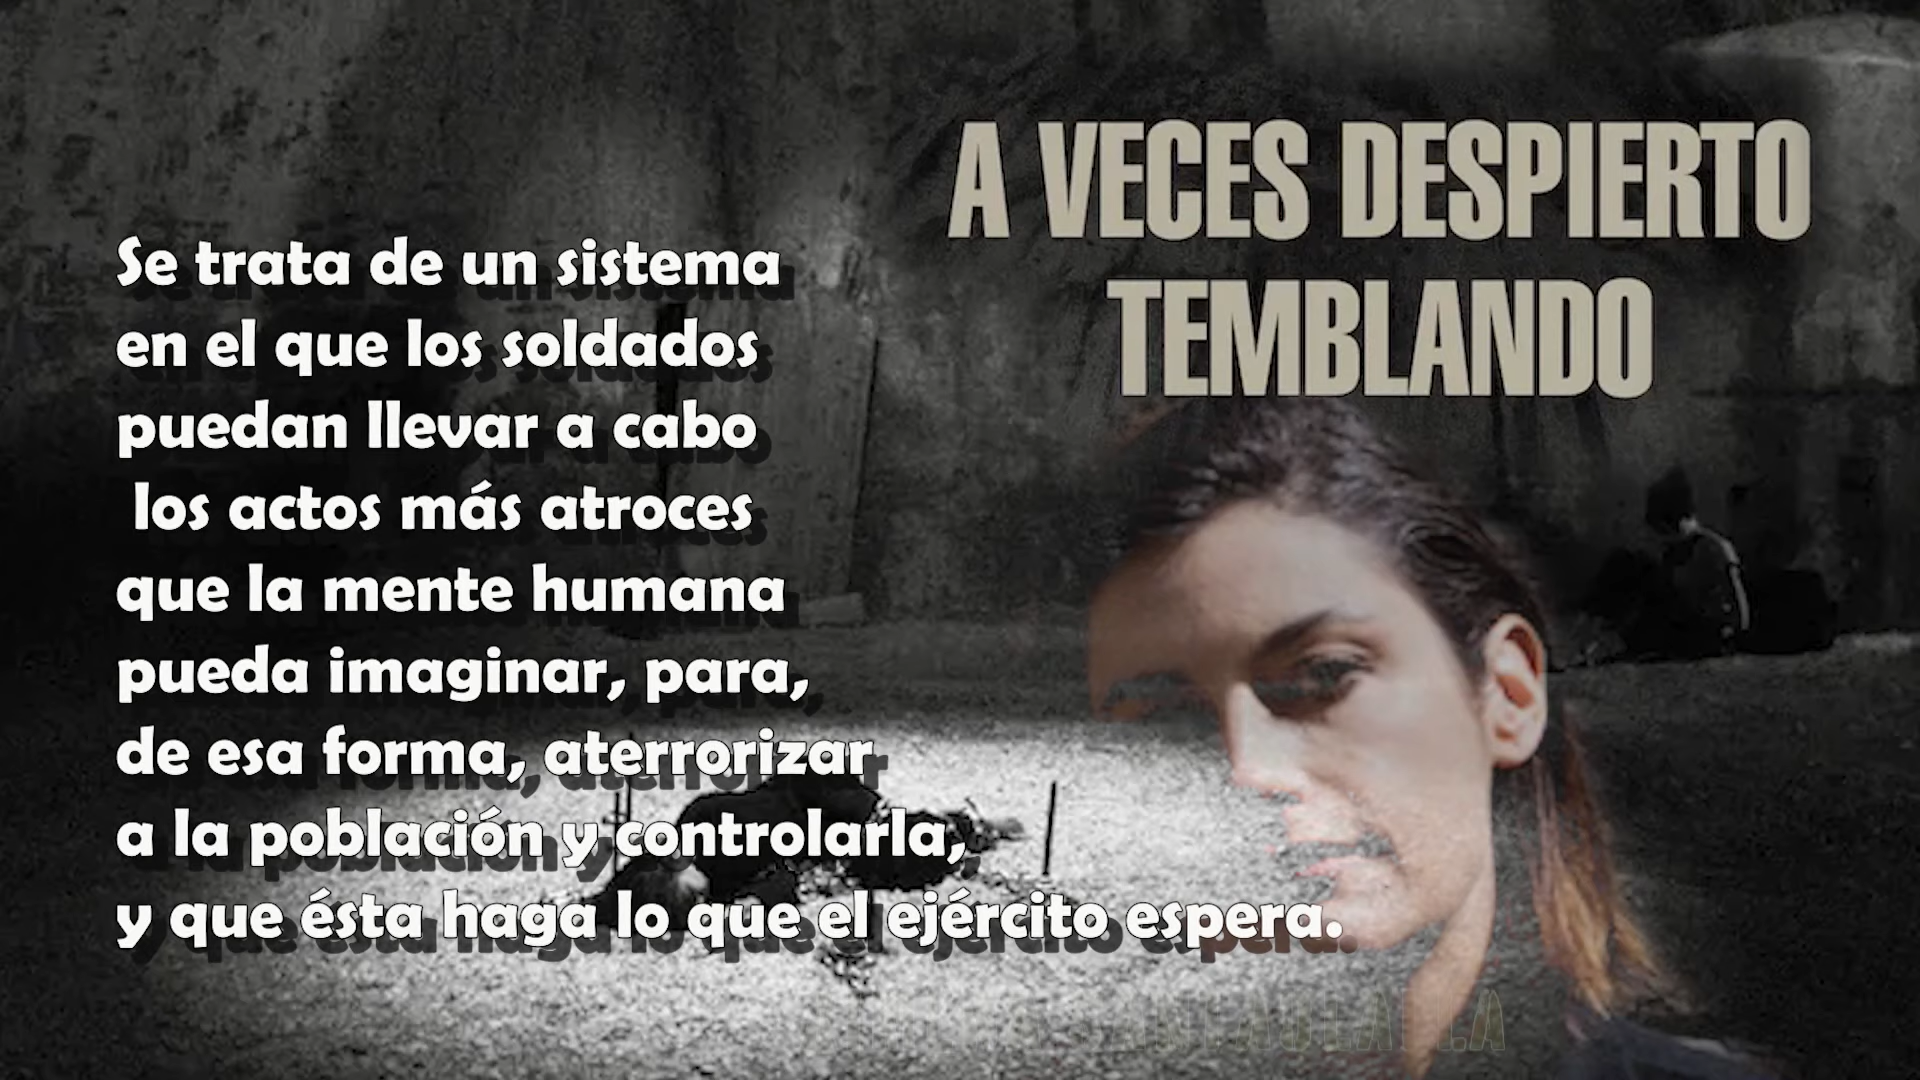 A VECES DESPIERTO
TEMBLANDO
Se trata de un sistema
en el que los soldados
puedan llevar a cabo
los actos más atroces
que la mente humana
pueda imaginar, para,
de esa forma, aterrorizar
a la población y controlarla,
y que ésta haga lo que el ejército espera.